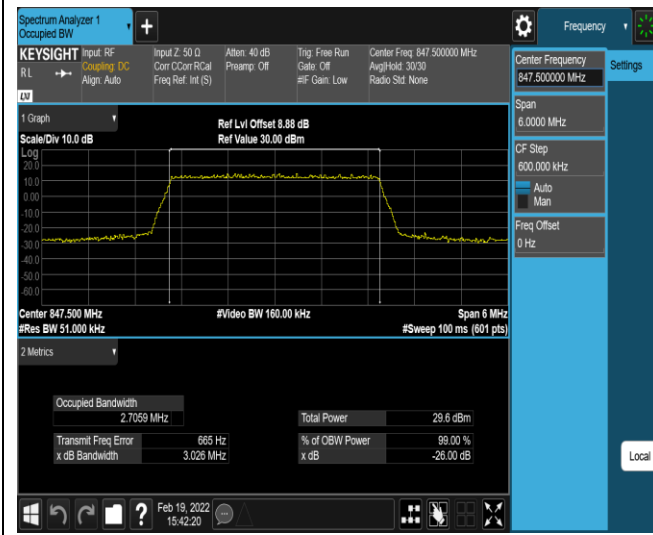 Spectrum Analyzer 1
Occupied BW
Frequency
KEYSIGHT
RL
LXI
Input: RF
Coupling: DC
Align: Auto
Input Z: 50 Ω
Corr CCorr RCal
Freq Ref: Int (S)
Atten: 40 dB
Preamp: Off
Trig: Free Run
Gate: Off
#IF Gain: Low
Center Freq: 847.500000 MHz
Avg|Hold: 30/30
Radio Std: None
Center Frequency
847.500000 MHz
Settings
Span
6.0000 MHz
CF Step
600.000 kHz
Auto
Man
Freq Offset
0 Hz
1 Graph
Scale/Div 10.0 dB
Ref Lvl Offset 8.88 dB
Ref Value 30.00 dBm
Log
20.0
10.0
0.00
-10.0
-20.0
-30.0
-40.0
-50.0
-60.0
Center 847.500 MHz
#Video BW 160.00 kHz
Span 6 MHz
#Res BW 51.000 kHz
#Sweep 100 ms (601 pts)
2 Metrics
Occupied Bandwidth
2.7059 MHz
Total Power
29.6 dBm
Transmit Freq Error
665 Hz
% of OBW Power
99.00 %
x dB Bandwidth
3.026 MHz
x dB
-26.00 dB
Local
?
Feb 19, 2022
15:42:20